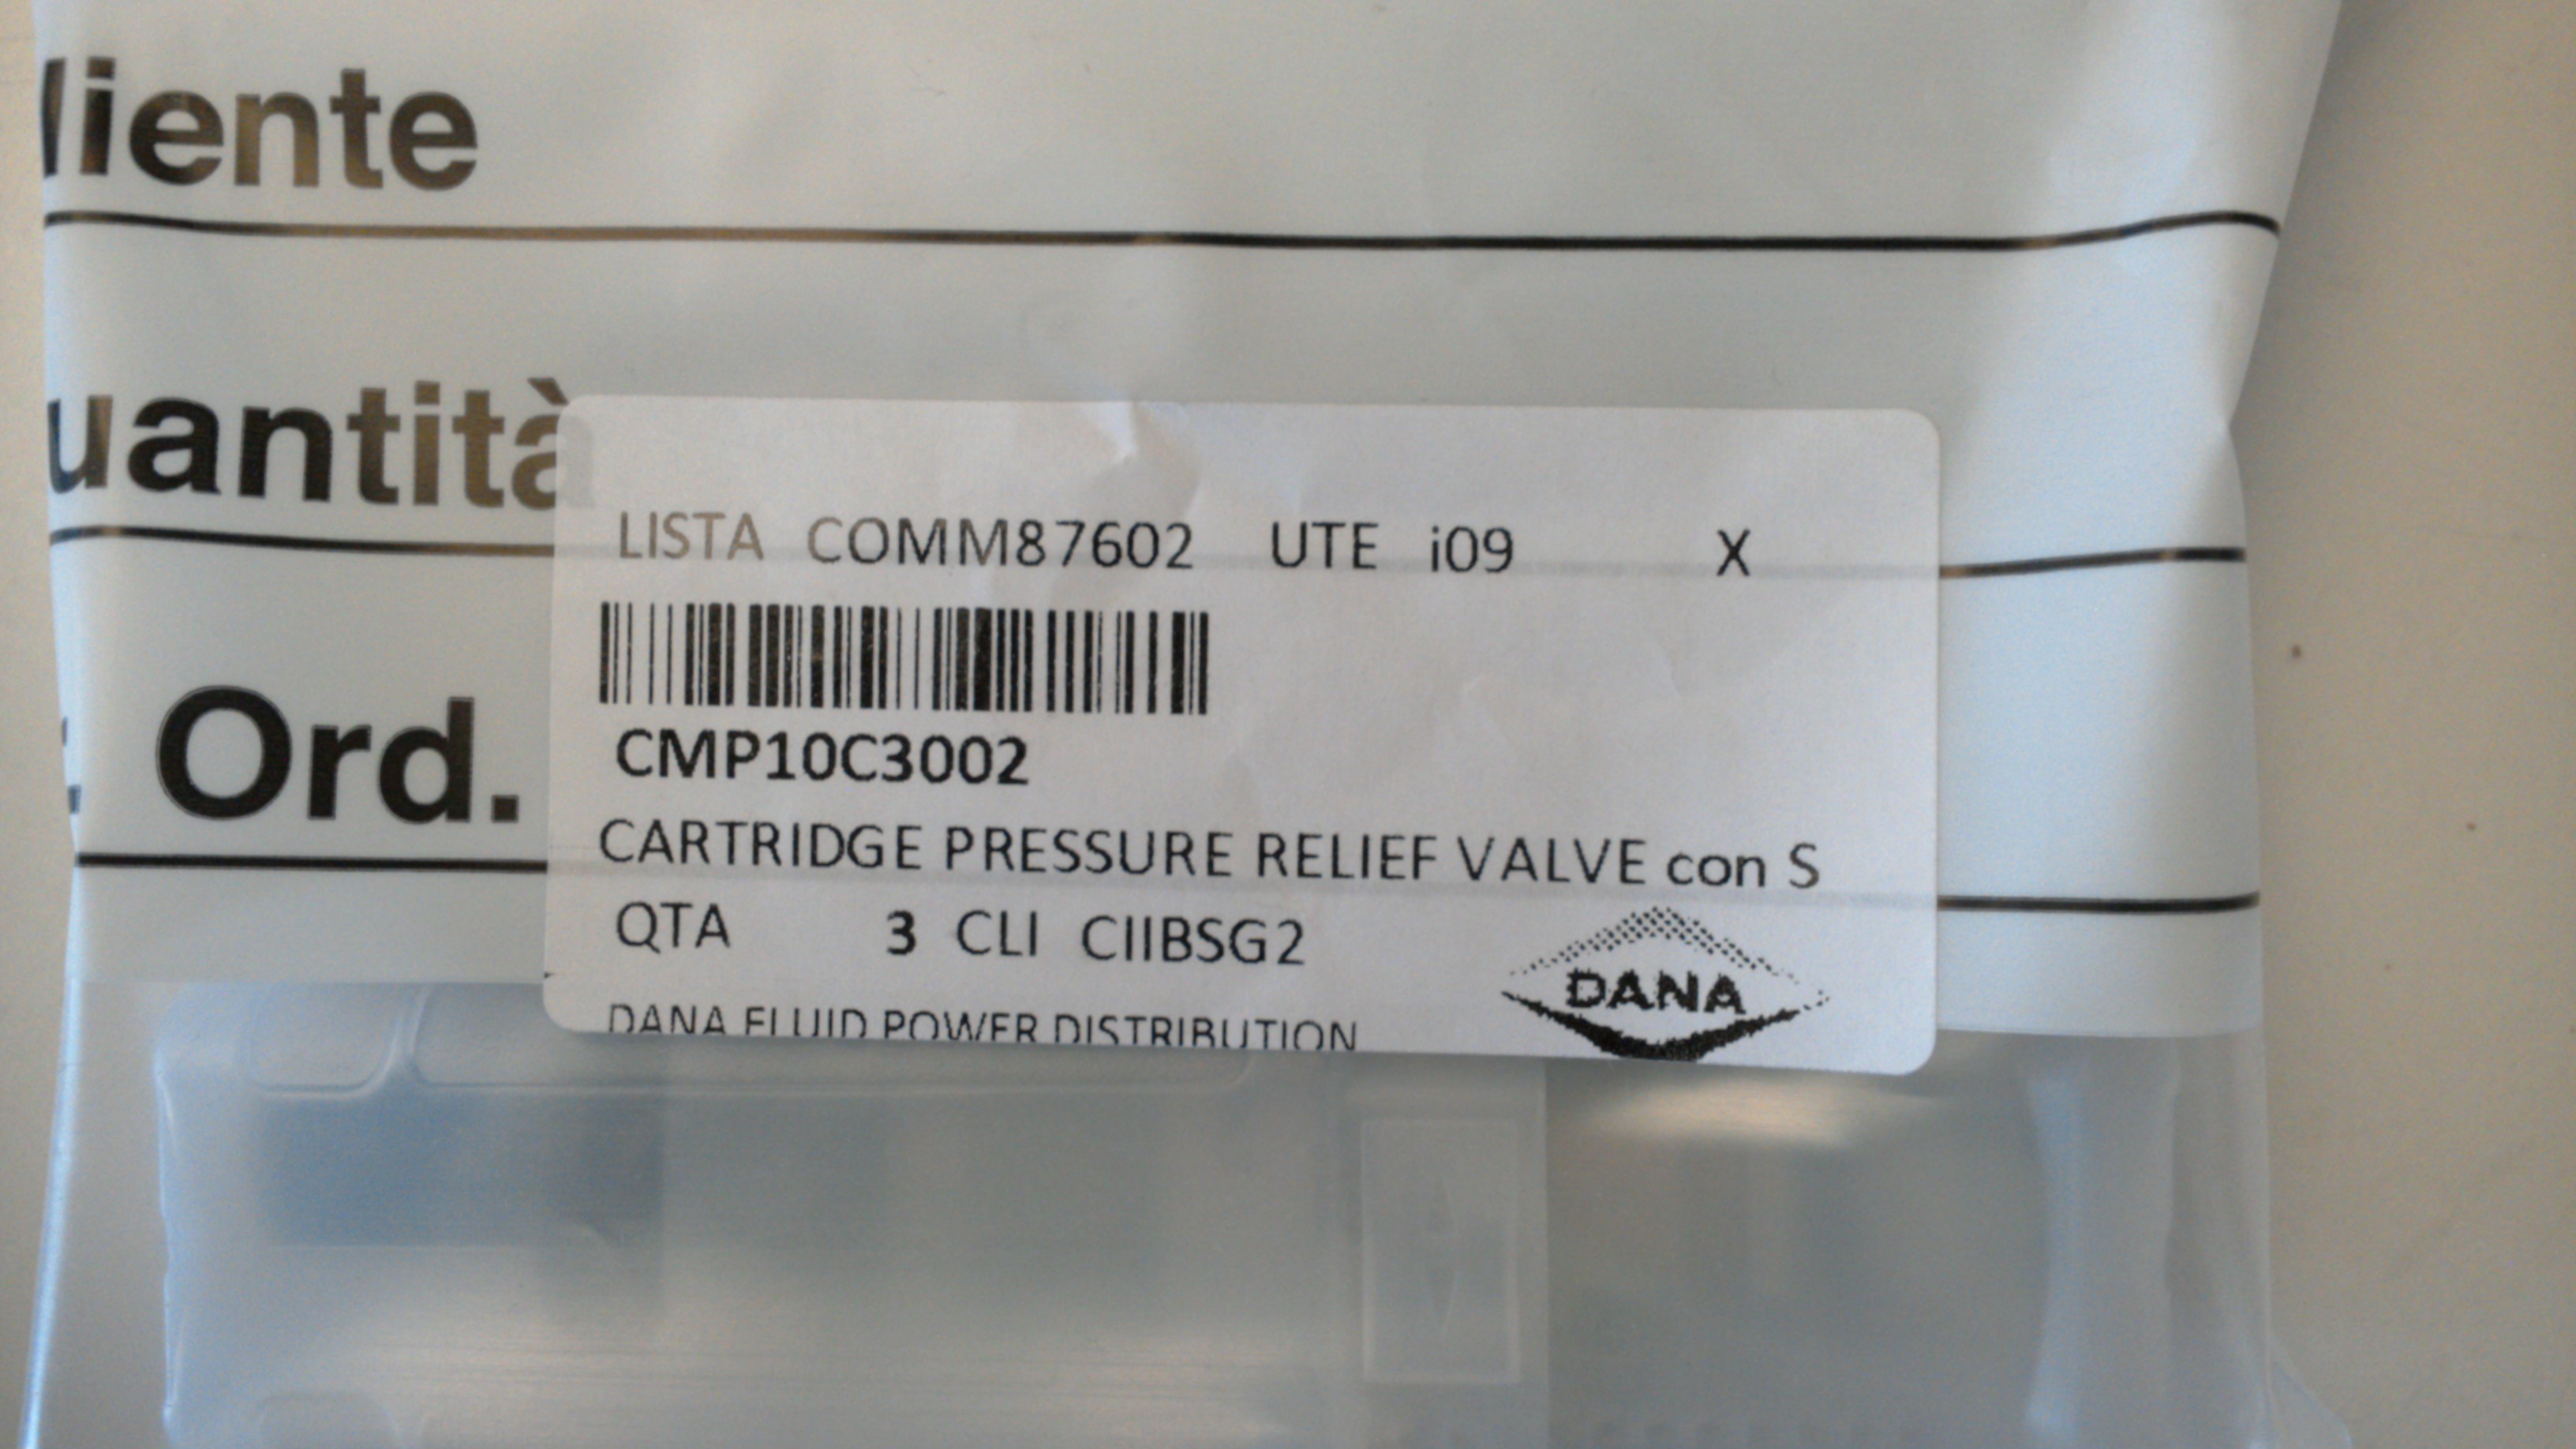 liente
uantità
Ord.
LISTA COMM87602 UTE i09 X
CMP10C3002
CARTRIDGE PRESSURE RELIEF VALVE con S
QTA 3 CLI CIIBSG2
DANA
DANA FLUID POWER DISTRIBUTION